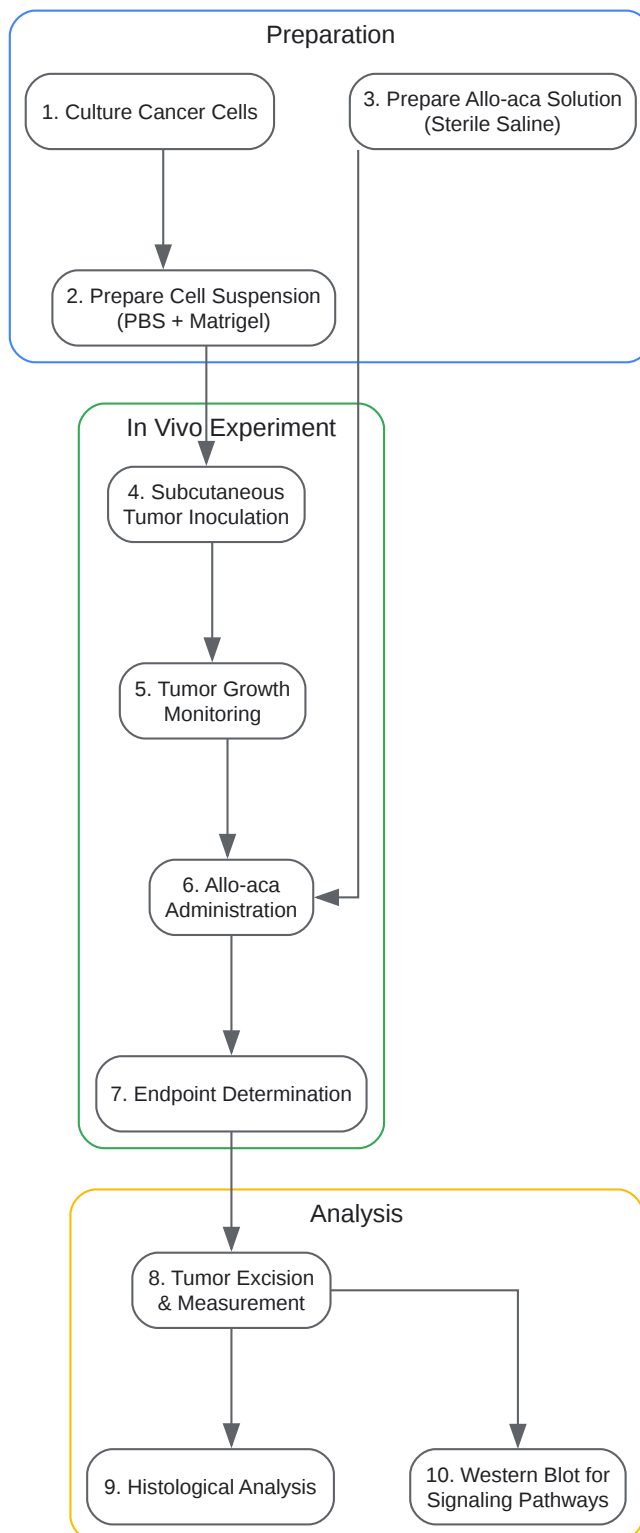 Preparation
1. Culture Cancer Cells
3. Prepare Allo-aca Solution
(Sterile Saline)
2. Prepare Cell Suspension
(PBS + Matrigel)
In Vivo Experiment
4. Subcutaneous
Tumor Inoculation
5. Tumor Growth
Monitoring
6. Allo-aca
Administration
7. Endpoint Determination
Analysis
8. Tumor Excision
& Measurement
9. Histological Analysis
10. Western Blot for
Signaling Pathways